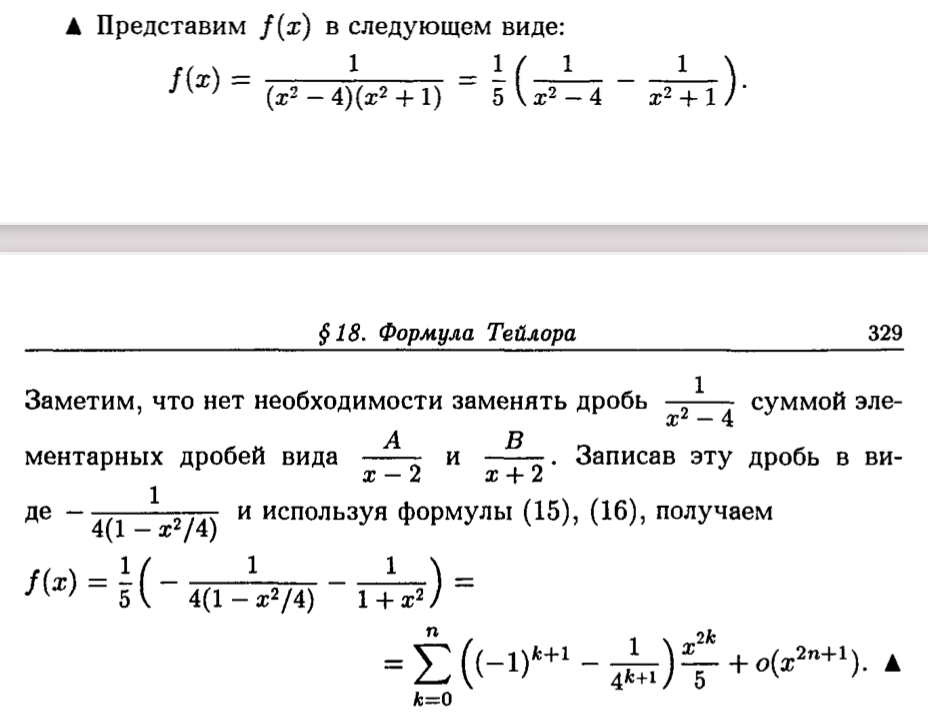 ▲ Представим f(x) в следующем виде:
f(x) = \frac{1}{(x^2 − 4)(x^2 + 1)} = \frac{1}{5} \left( \frac{1}{x^2 − 4} − \frac{1}{x^2 + 1} \right).
§ 18. Формула Тейлора 329
Заметим, что нет необходимости заменять дробь \frac{1}{x^2 − 4} суммой эле-
ментарных дробей вида \frac{A}{x − 2} и \frac{B}{x + 2}. Записав эту дробь в ви-
де −\frac{1}{4(1 − x^2/4)} и используя формулы (15), (16), получаем
f(x) = \frac{1}{5} \left( −\frac{1}{4(1 − x^2/4)} − \frac{1}{1 + x^2} \right) =
= \sum_{k=0}^{n} \left( (−1)^{k+1} − \frac{1}{4^{k+1}} \right) \frac{x^{2k}}{5} + o(x^{2n+1}). ▲